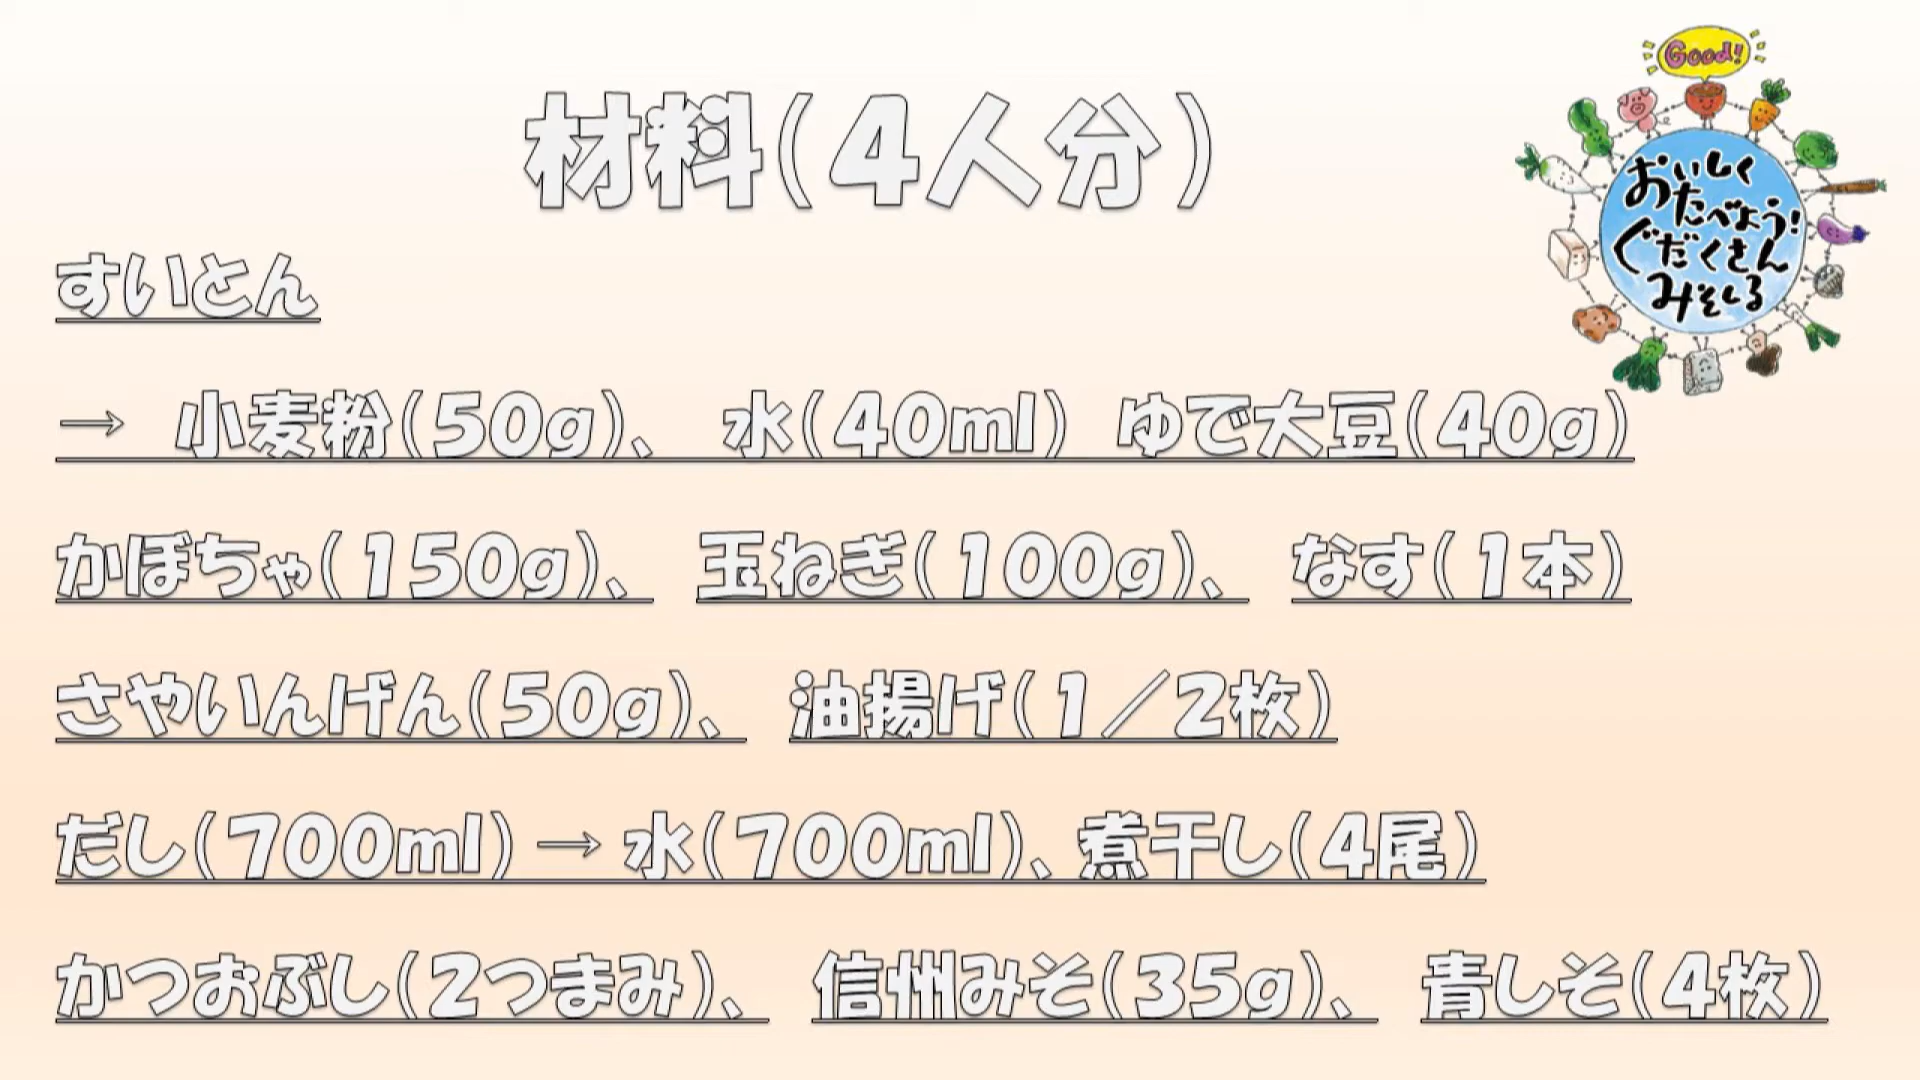 材料（4人分）
Good!
おいしく
たべよう!
ぐだくさん
みそしる
すいとん
→　小麦粉（50g）、　水（40ml）　ゆで大豆（40g）
かぼちゃ（150g）、　玉ねぎ（100g）、　なす（1本）
さやいんげん（50g）、　油揚げ（1／2枚）
だし（700ml）→水（700ml）、煮干し（4尾）
かつおぶし（2つまみ）、　信州みそ（35g）、　青しそ（4枚）